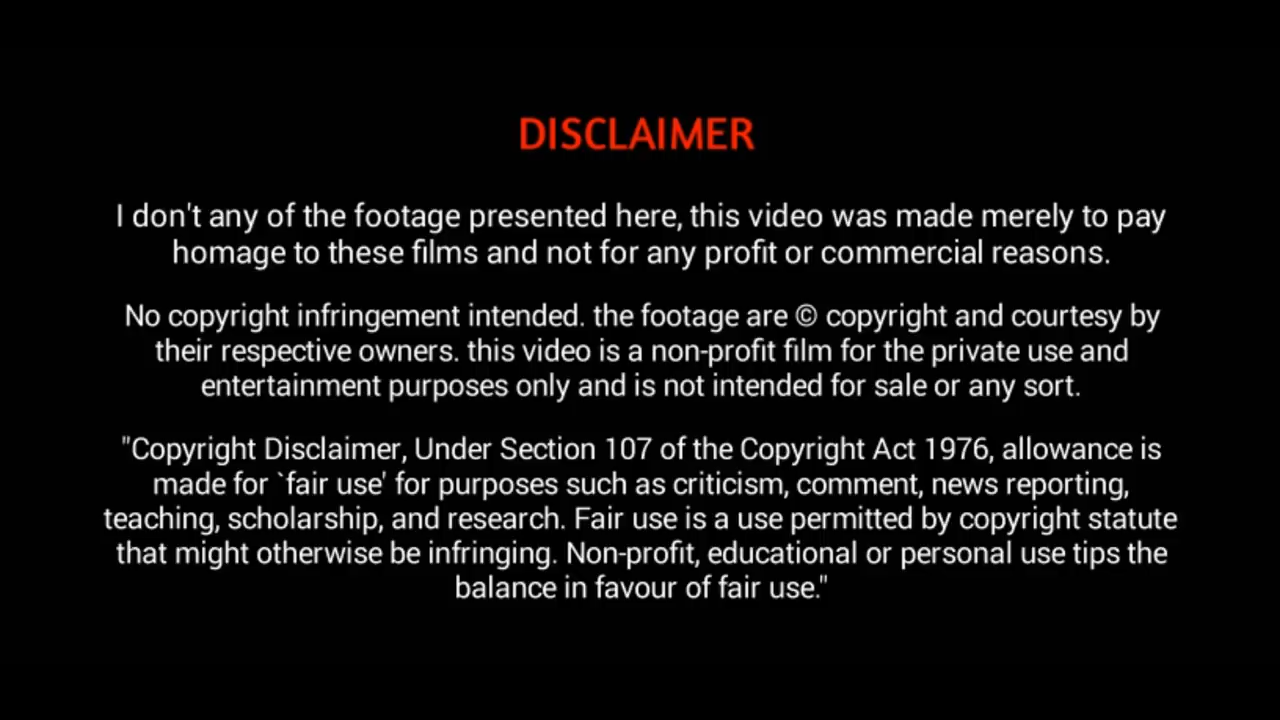 DISCLAIMER
I don't any of the footage presented here, this video was made merely to pay
homage to these films and not for any profit or commercial reasons.
No copyright infringement intended. the footage are © copyright and courtesy by
their respective owners. this video is a non-profit film for the private use and
entertainment purposes only and is not intended for sale or any sort.
"Copyright Disclaimer, Under Section 107 of the Copyright Act 1976, allowance is
made for `fair use' for purposes such as criticism, comment, news reporting,
teaching, scholarship, and research. Fair use is a use permitted by copyright statute
that might otherwise be infringing. Non-profit, educational or personal use tips the
balance in favour of fair use."